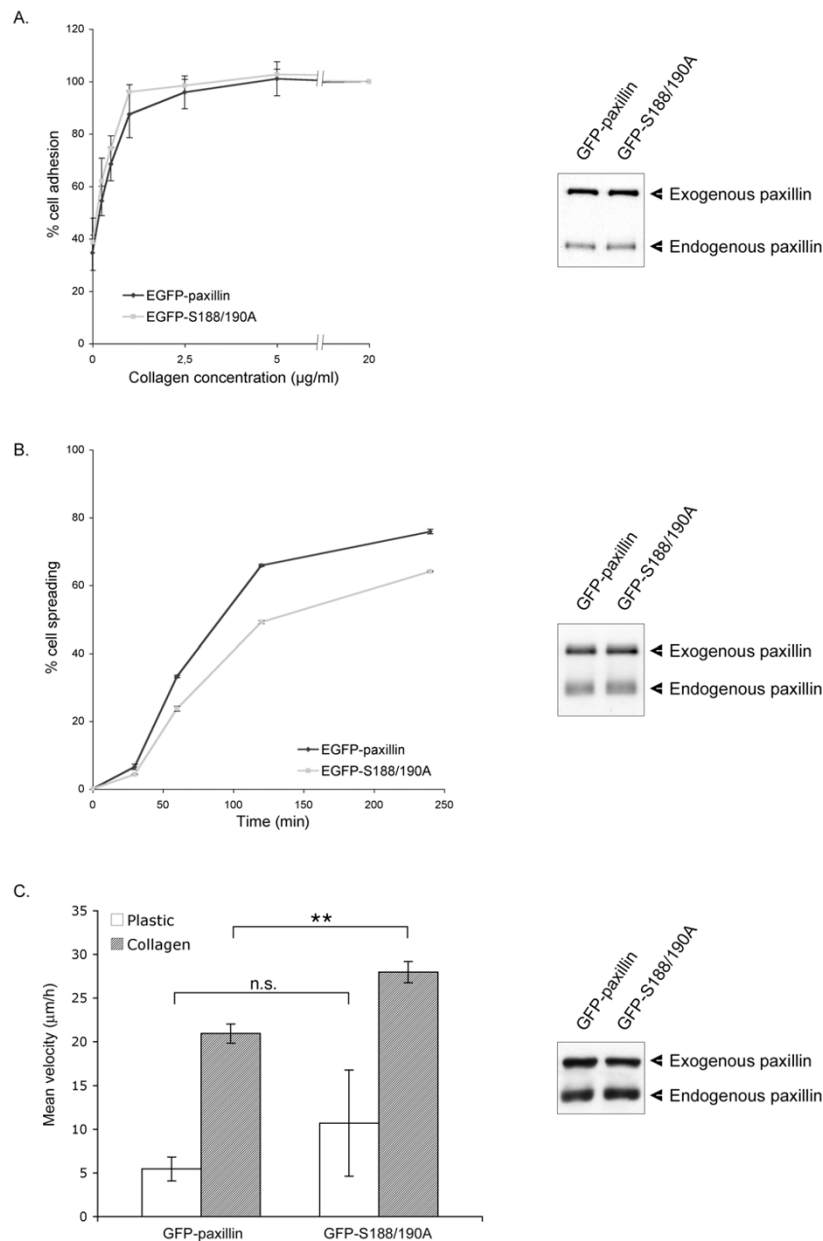 A.
120
100
80
60
40
20
0
% cell adhesion
EGFP-paxillin
EGFP-S188/190A
0 2,5 5 20
Collagen concentration (µg/ml)
GFP-paxillin
GFP-S188/190A
Exogenous paxillin
Endogenous paxillin
B.
100
80
60
40
20
0
% cell spreading
EGFP-paxillin
EGFP-S188/190A
0 50 100 150 200 250
Time (min)
GFP-paxillin
GFP-S188/190A
Exogenous paxillin
Endogenous paxillin
C.
35
30
25
20
15
10
5
0
Mean velocity (µm/h)
Plastic
Collagen
**
n.s.
GFP-paxillin GFP-S188/190A
GFP-paxillin
GFP-S188/190A
Exogenous paxillin
Endogenous paxillin